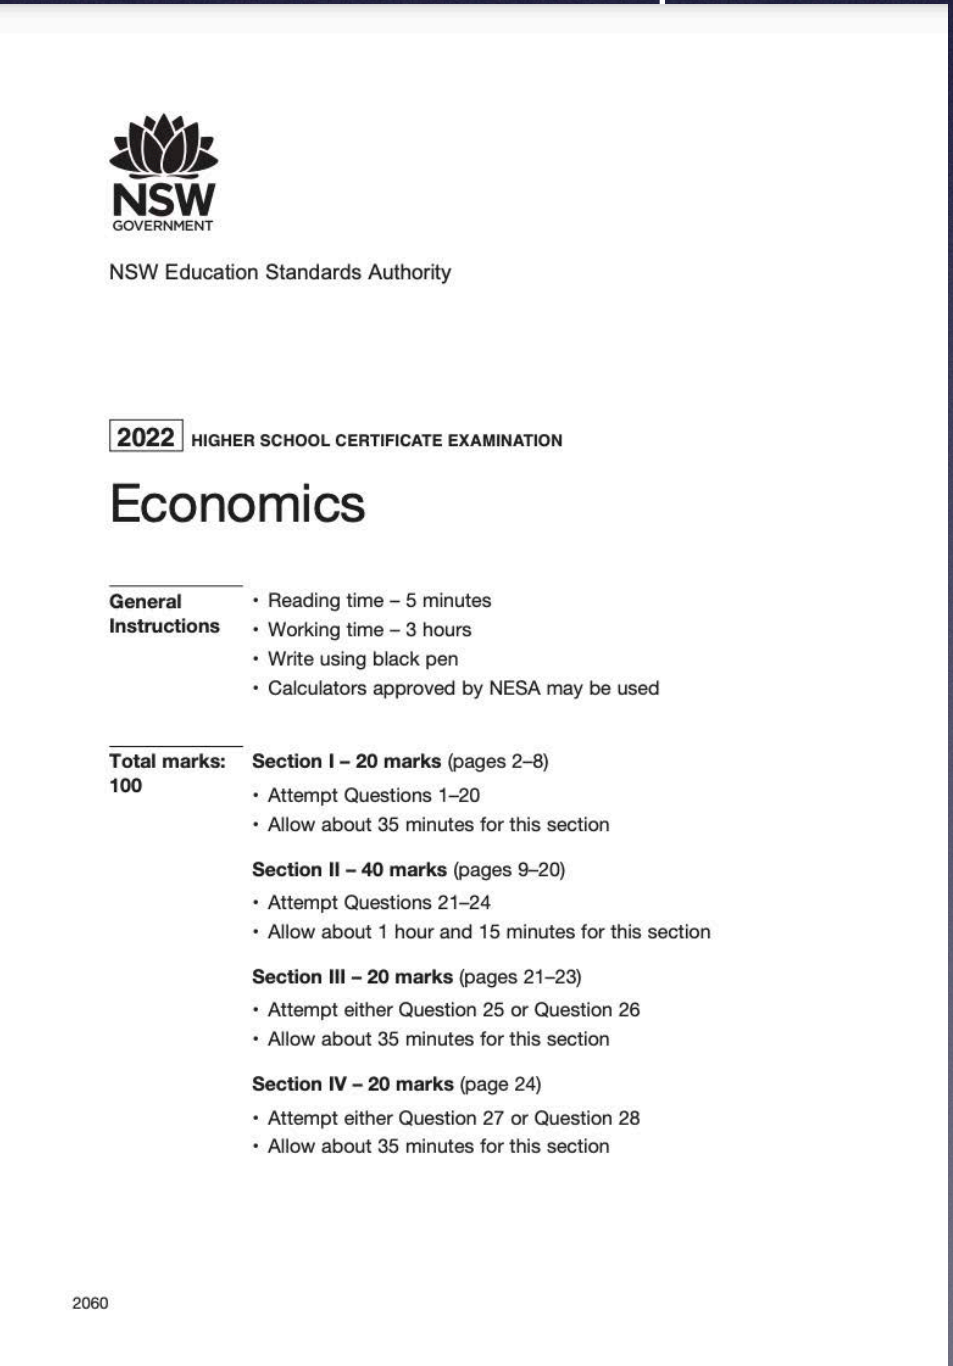 NSW
GOVERNMENT
NSW Education Standards Authority
2022 HIGHER SCHOOL CERTIFICATE EXAMINATION
Economics
General
Instructions
• Reading time – 5 minutes
• Working time – 3 hours
• Write using black pen
• Calculators approved by NESA may be used
Total marks:
100
Section I – 20 marks (pages 2–8)
• Attempt Questions 1–20
• Allow about 35 minutes for this section
Section II – 40 marks (pages 9–20)
• Attempt Questions 21–24
• Allow about 1 hour and 15 minutes for this section
Section III – 20 marks (pages 21–23)
• Attempt either Question 25 or Question 26
• Allow about 35 minutes for this section
Section IV – 20 marks (page 24)
• Attempt either Question 27 or Question 28
• Allow about 35 minutes for this section
2060